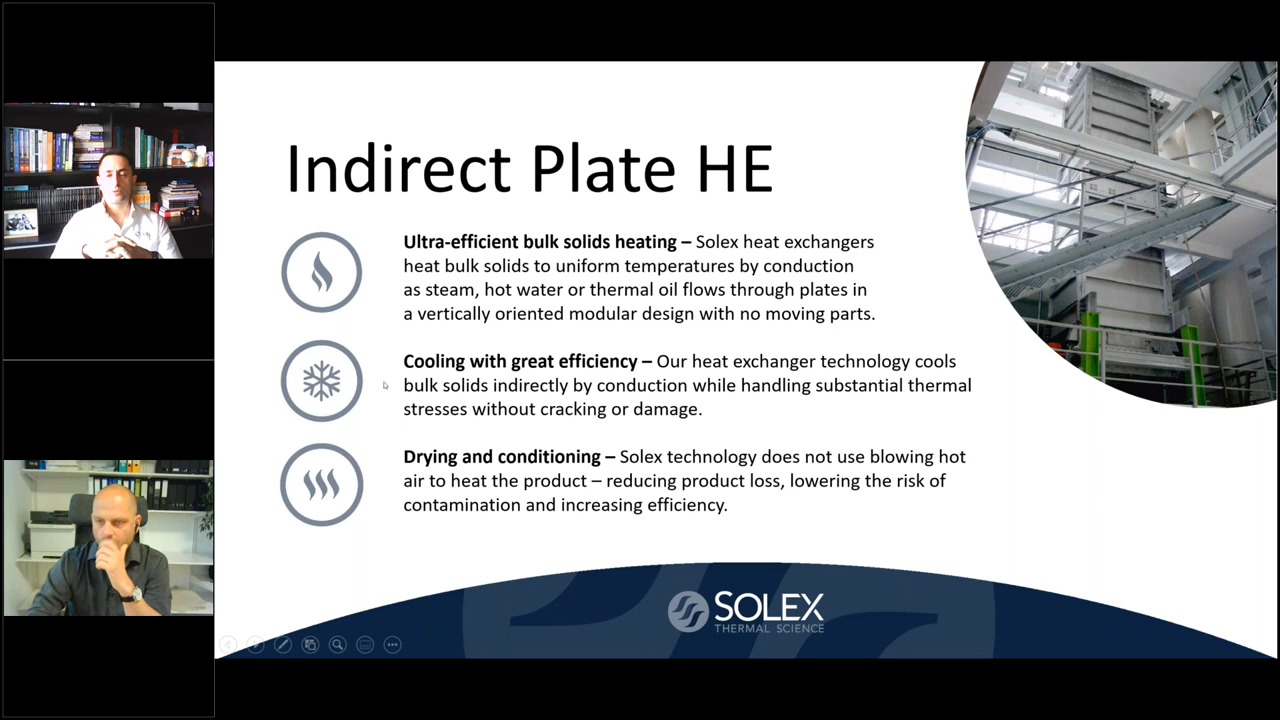 Indirect Plate HE
Ultra-efficient bulk solids heating – Solex heat exchangers
heat bulk solids to uniform temperatures by conduction
as steam, hot water or thermal oil flows through plates in
a vertically oriented modular design with no moving parts.
Cooling with great efficiency – Our heat exchanger technology cools
bulk solids indirectly by conduction while handling substantial thermal
stresses without cracking or damage.
Drying and conditioning – Solex technology does not use blowing hot
air to heat the product – reducing product loss, lowering the risk of
contamination and increasing efficiency.
SOLEX
THERMAL SCIENCE